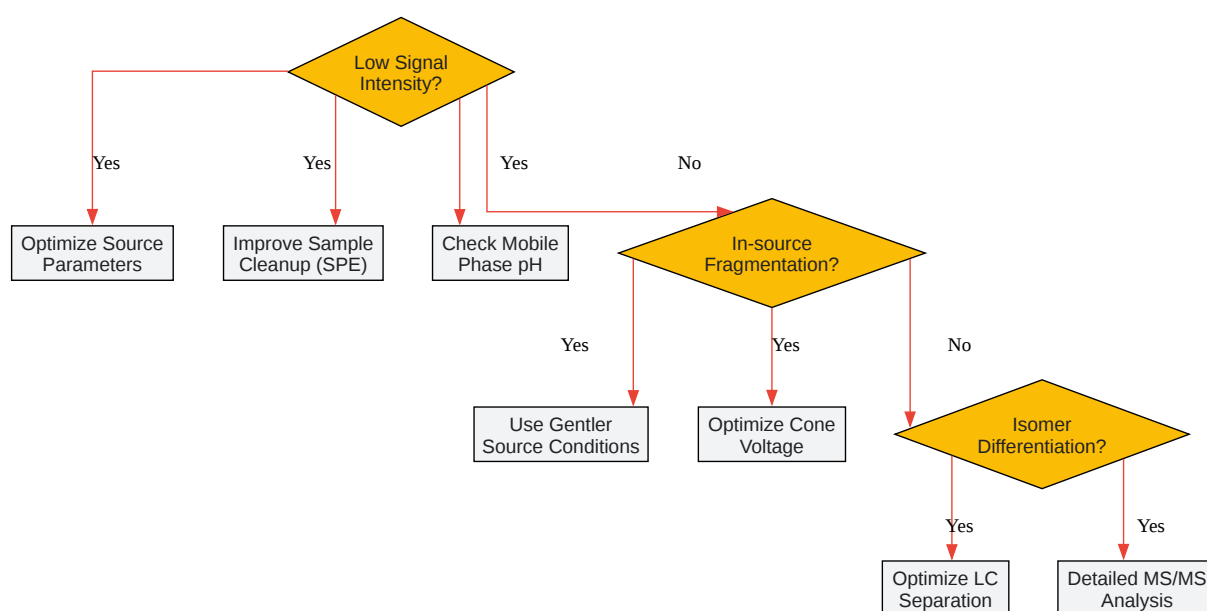 Low Signal
Intensity?
Yes
Yes
Yes
No
Optimize Source
Parameters
Improve Sample
Cleanup (SPE)
Check Mobile
Phase pH
In-source
Fragmentation?
Yes
Yes
No
Use Gentler
Source Conditions
Optimize Cone
Voltage
Isomer
Differentiation?
Yes
Yes
Optimize LC
Separation
Detailed MS/MS
Analysis